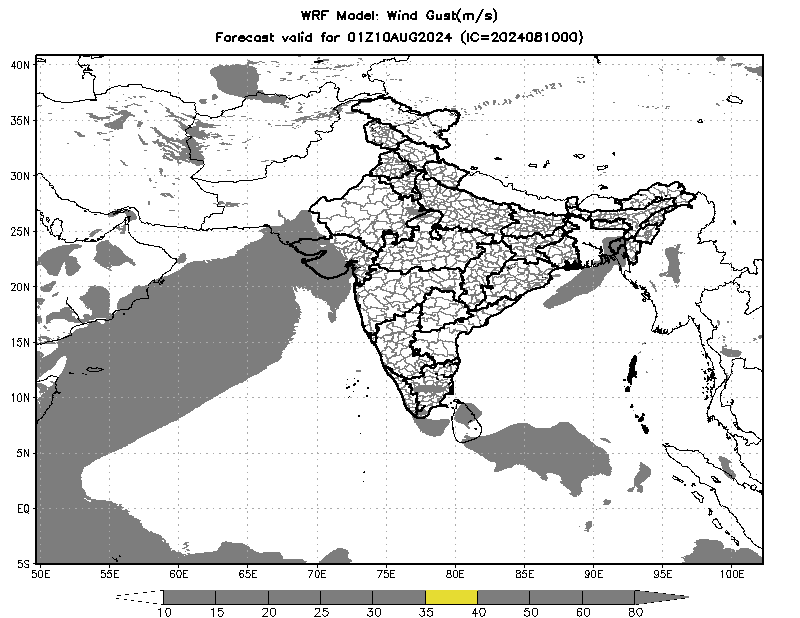 WRF Model: Wind Gust(m/s)
Forecast valid for 01Z10AUG2024 (IC=2024081000)
40N
35N
30N
25N
20N
15N
10N
5N
EQ
5S
50E 55E 60E 65E 70E 75E 80E 85E 90E 95E 100E
10 15 20 25 30 35 40 50 60 80